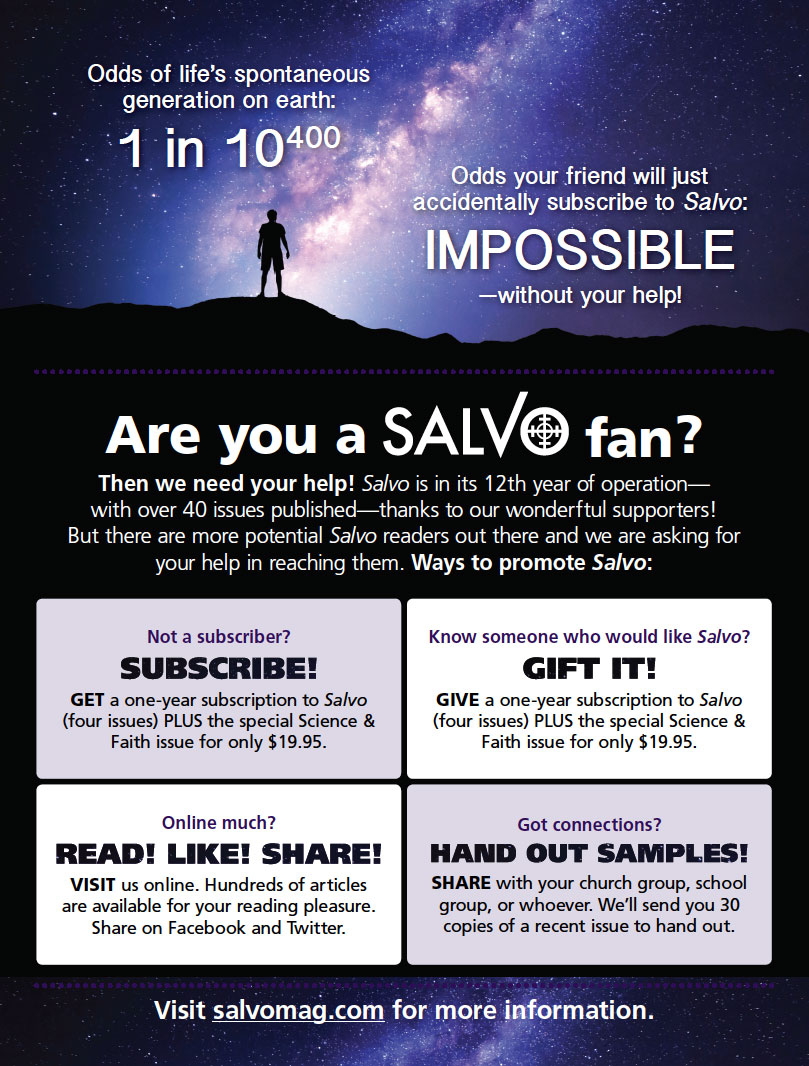 Odds of life's spontaneous
generation on earth:
1 in 10⁴⁰⁰
Odds your friend will just
accidentally subscribe to Salvo:
IMPOSSIBLE
—without your help!
Are you a SALVO fan?
Then we need your help! Salvo is in its 12th year of operation—
with over 40 issues published—thanks to our wonderful supporters!
But there are more potential Salvo readers out there and we are asking for
your help in reaching them. Ways to promote Salvo:
Not a subscriber?
SUBSCRIBE!
GET a one-year subscription to Salvo
(four issues) PLUS the special Science &
Faith issue for only $19.95.
Know someone who would like Salvo?
GIFT IT!
GIVE a one-year subscription to Salvo
(four issues) PLUS the special Science &
Faith issue for only $19.95.
Online much?
READ! LIKE! SHARE!
VISIT us online. Hundreds of articles
are available for your reading pleasure.
Share on Facebook and Twitter.
Got connections?
HAND OUT SAMPLES!
SHARE with your church group, school
group, or whoever. We'll send you 30
copies of a recent issue to hand out.
Visit salvomag.com for more information.